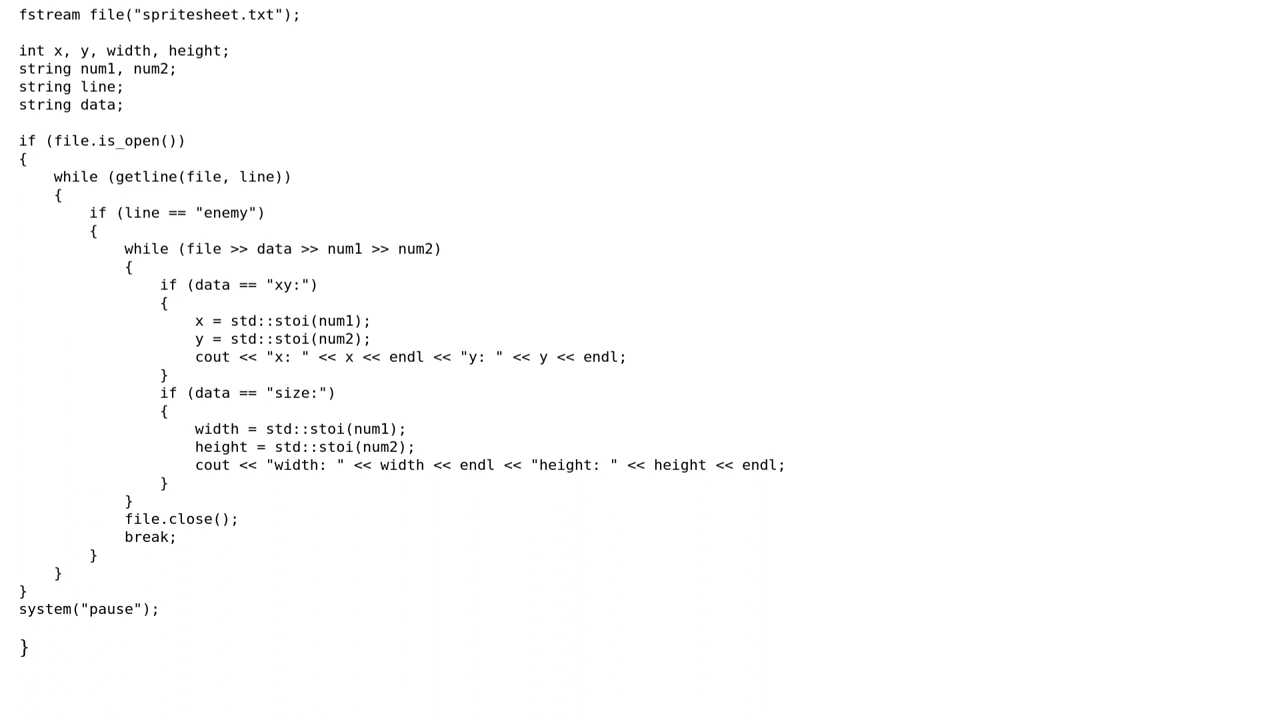 fstream file("spritesheet.txt");

int x, y, width, height;
string num1, num2;
string line;
string data;

if (file.is_open())
{
    while (getline(file, line))
    {
        if (line == "enemy")
        {
            while (file >> data >> num1 >> num2)
            {
                if (data == "xy:")
                {
                    x = std::stoi(num1);
                    y = std::stoi(num2);
                    cout << "x: " << x << endl << "y: " << y << endl;
                }
                if (data == "size:")
                {
                    width = std::stoi(num1);
                    height = std::stoi(num2);
                    cout << "width: " << width << endl << "height: " << height << endl;
                }
            }
            file.close();
            break;
        }
    }
}
system("pause");

}